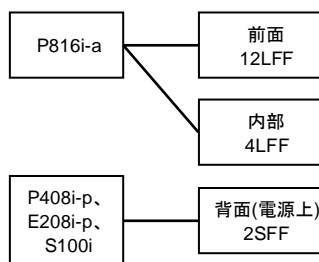 P816i-a
前面
12LFF
内部
4LFF
P408i-p、
E208i-p、
S100i
背面(電源上)
2SFF